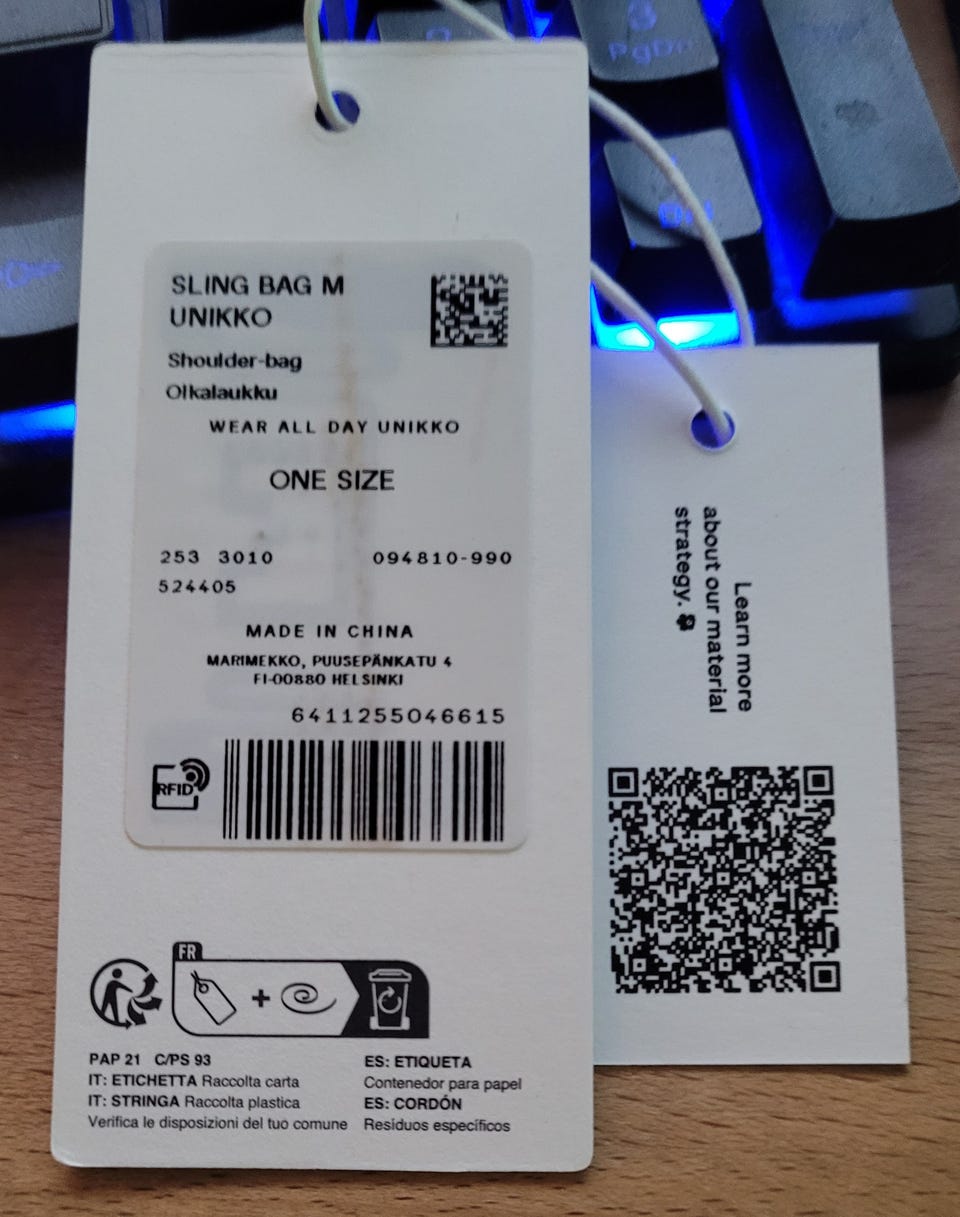 SLING BAG M
UNIKKO
Shoulder-bag
Olkalaukku
WEAR ALL DAY UNIKKO
ONE SIZE
253 3010 094810-990
524405
MADE IN CHINA
MARIMEKKO, PUUSEPÄNKATU 4
FI-00880 HELSINKI
6411255046615
RFID
FR
PAP 21 C/PS 93
IT: ETICHETTA Raccolta carta
IT: STRINGA Raccolta plastica
Verifica le disposizioni del tuo comune
ES: ETIQUETA
Contenedor para papel
ES: CORDÓN
Residuos específicos
Learn more
about our material
strategy.
PgDn
Del